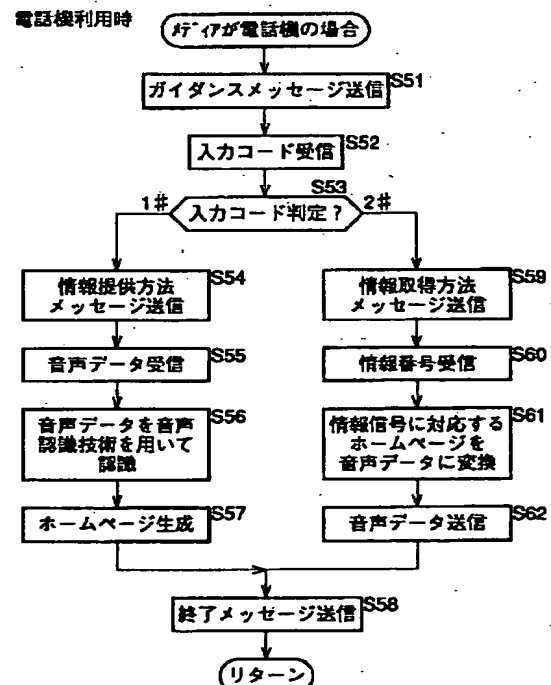 電話機利用時
ﾒﾃﾞｨｱが電話機の場合
ガイダンスメッセージ送信
S51
入力コード受信
S52
S53
1#
入力コード判定？
2#
情報提供方法
メッセージ送信
S54
音声データ受信
S55
音声データを音声
認識技術を用いて
認識
S56
ホームページ生成
S57
情報取得方法
メッセージ送信
S59
情報番号受信
S60
情報信号に対応する
ホームページを
音声データに変換
S61
音声データ送信
S62
終了メッセージ送信
S58
リターン